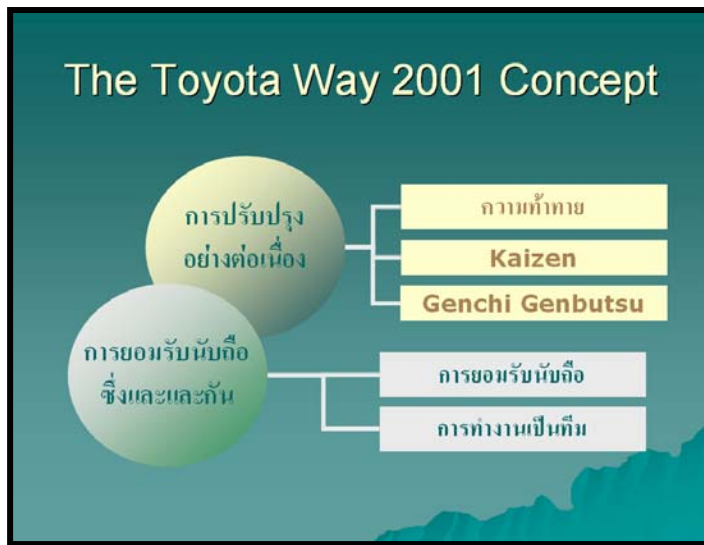 The Toyota Way 2001 Concept
การปรับปรุง
อย่างต่อเนื่อง
ความท้าทาย
Kaizen
Genchi Genbutsu
การยอมรับนับถือ
ซึ่งและและกัน
การยอมรับนับถือ
การทำงานเป็นทีม